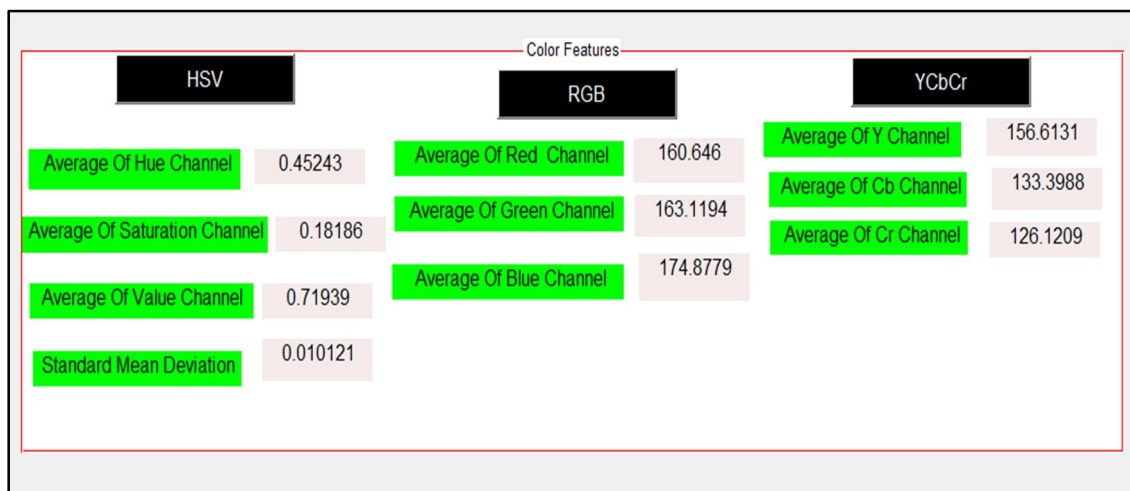 Color Features
HSV
Average Of Hue Channel 0.45243
Average Of Saturation Channel 0.18186
Average Of Value Channel 0.71939
Standard Mean Deviation 0.010121
RGB
Average Of Red Channel 160.646
Average Of Green Channel 163.1194
Average Of Blue Channel 174.8779
YCbCr
Average Of Y Channel 156.6131
Average Of Cb Channel 133.3988
Average Of Cr Channel 126.1209